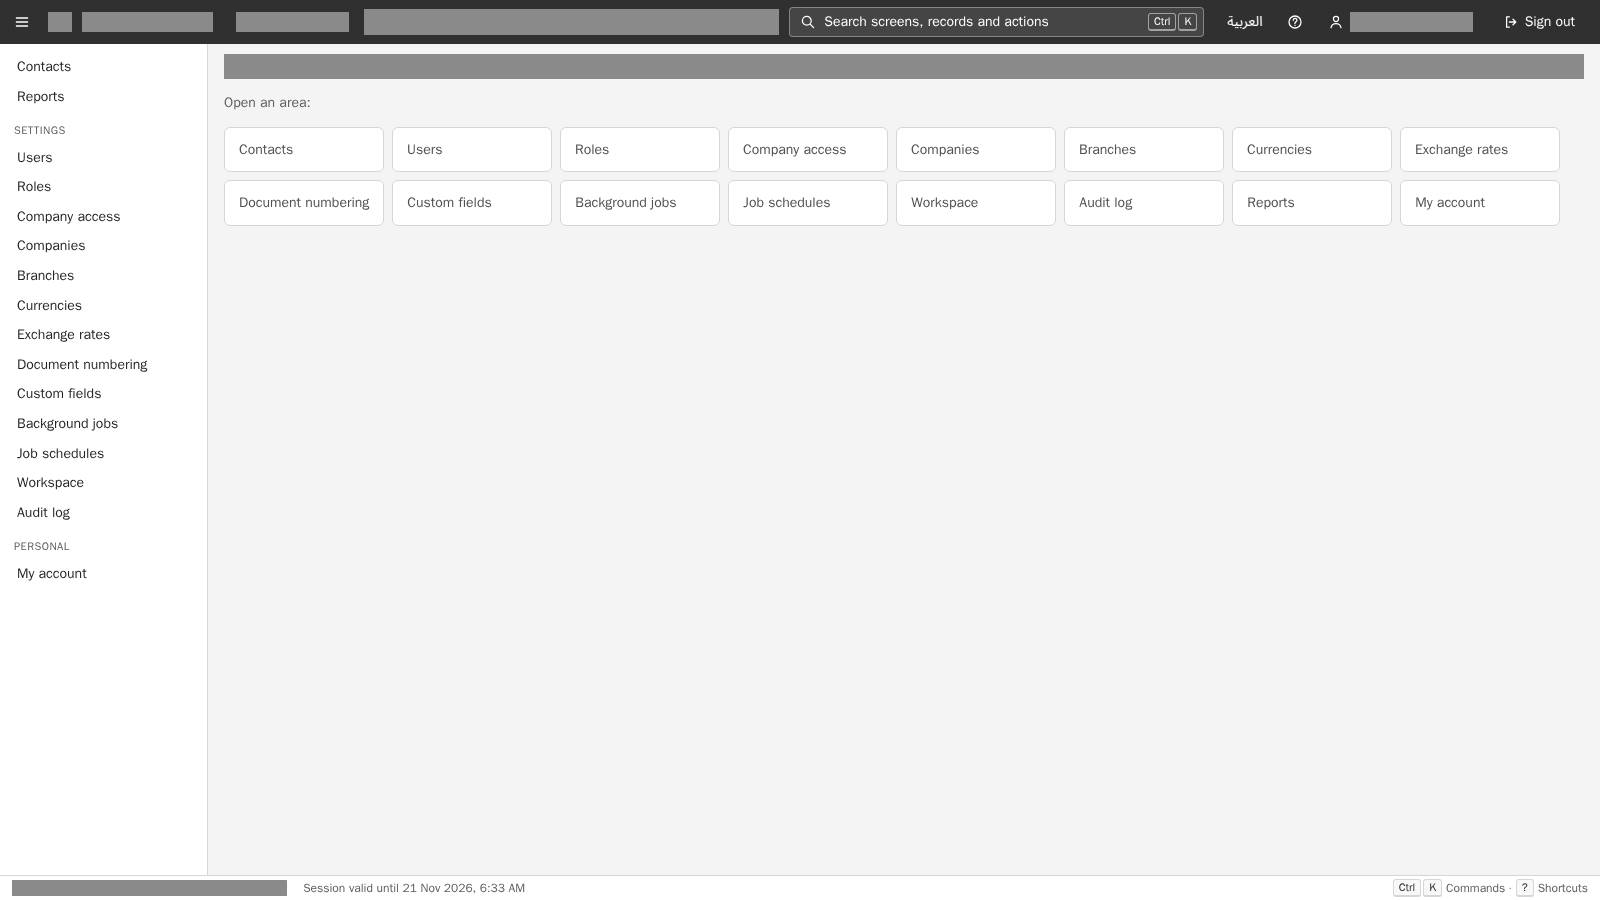 Search screens, records and actions Ctrl K العربية Sign out
Contacts
Reports
SETTINGS
Users
Roles
Company access
Companies
Branches
Currencies
Exchange rates
Document numbering
Custom fields
Background jobs
Job schedules
Workspace
Audit log
PERSONAL
My account
Open an area:
Contacts Users Roles Company access Companies Branches Currencies Exchange rates
Document numbering Custom fields Background jobs Job schedules Workspace Audit log Reports My account
Session valid until 21 Nov 2026, 6:33 AM Ctrl K Commands · ? Shortcuts